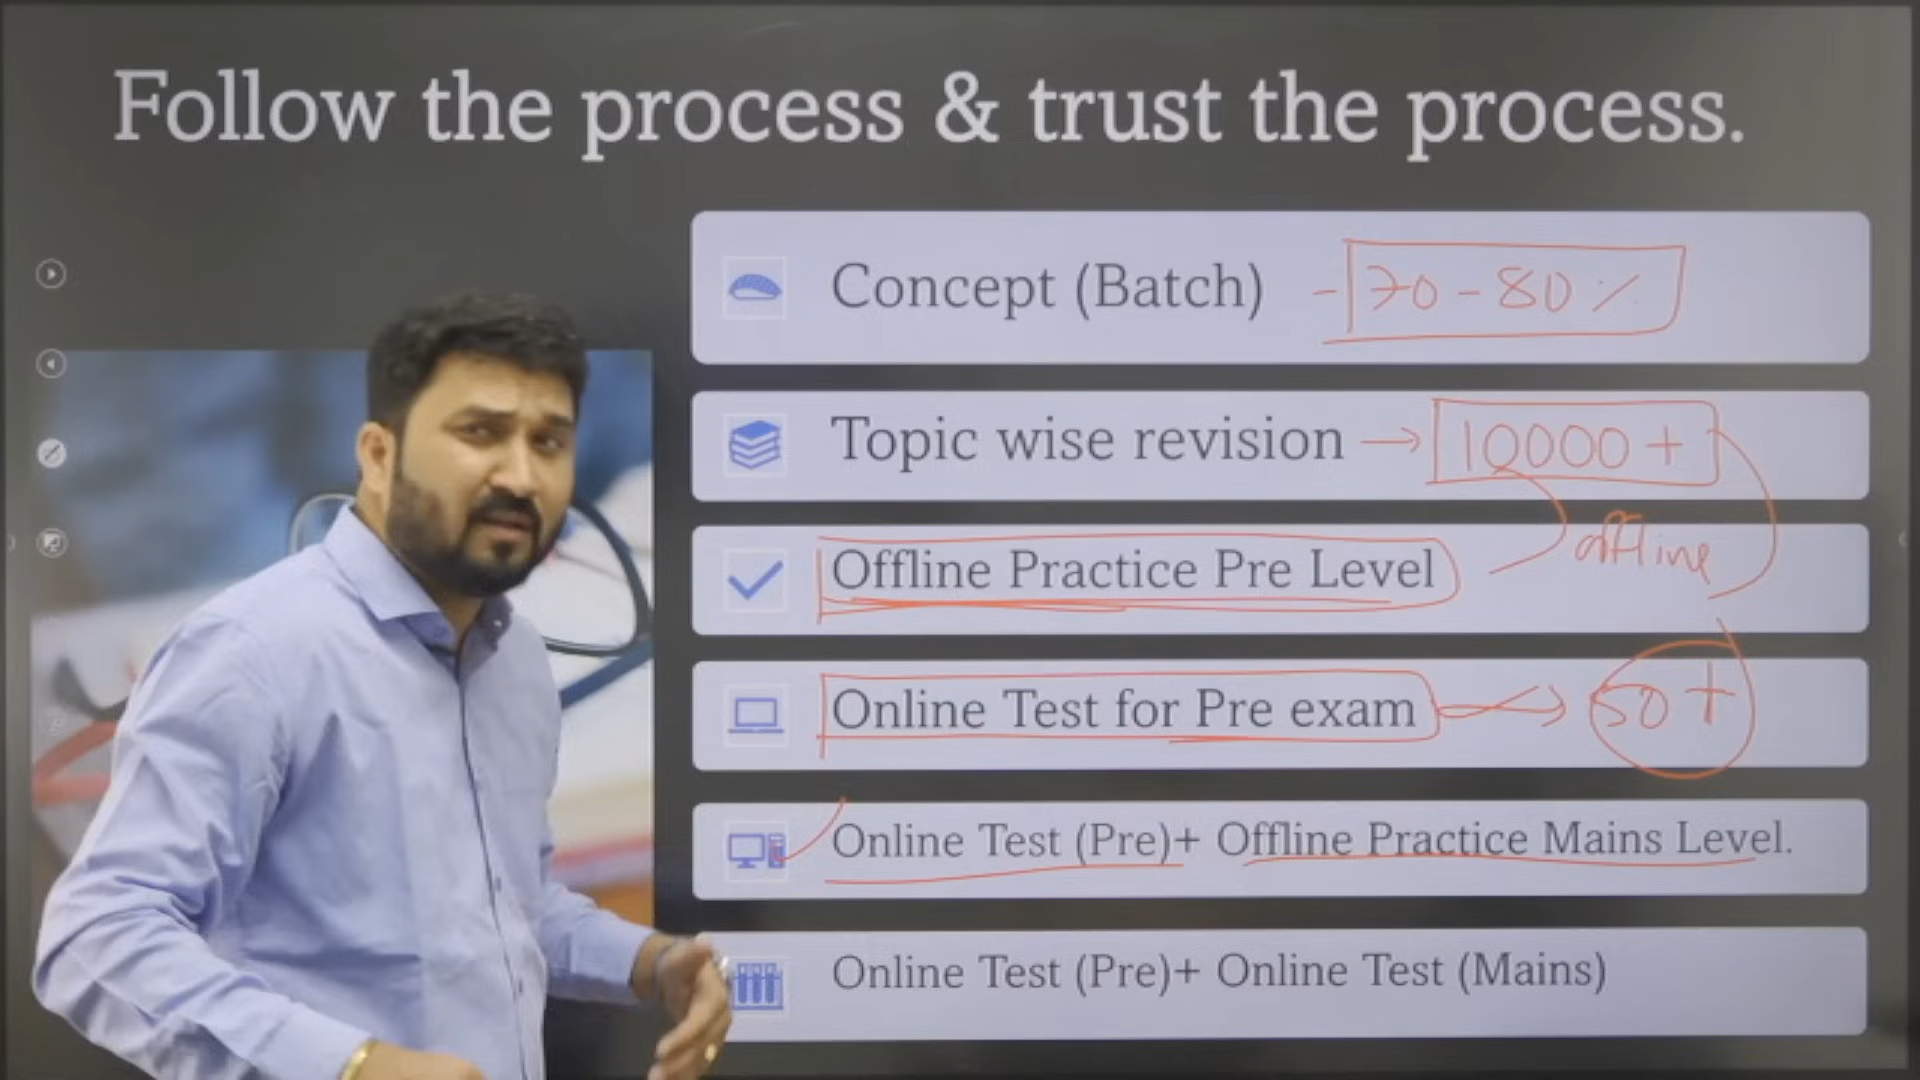 Follow the process & trust the process.
Concept (Batch) - 70-80%
Topic wise revision → 10000+
Offline Practice Pre Level offline
Online Test for Pre exam → 50+
Online Test (Pre)+ Offline Practice Mains Level.
Online Test (Pre)+ Online Test (Mains)